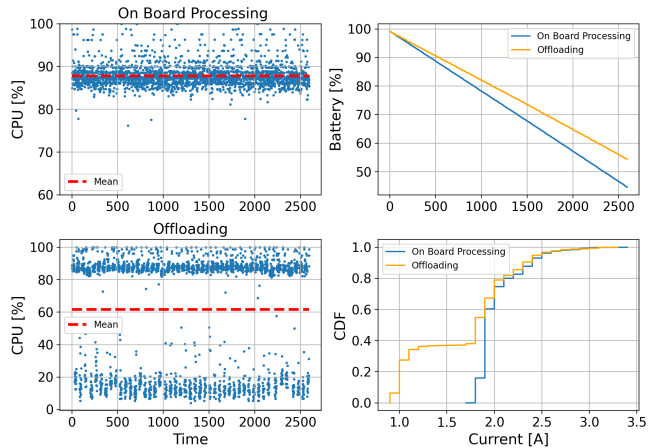 On Board Processing
CPU [%]
100
90
80
70
60
0 500 1000 1500 2000 2500
Mean
Battery [%]
100
90
80
70
60
50
0 500 1000 1500 2000 2500
On Board Processing
Offloading
Offloading
CPU [%]
100
80
60
40
20
0
0 500 1000 1500 2000 2500
Time
Mean
CDF
1.0
0.8
0.6
0.4
0.2
0.0
1.0 1.5 2.0 2.5 3.0 3.5
Current [A]
On Board Processing
Offloading